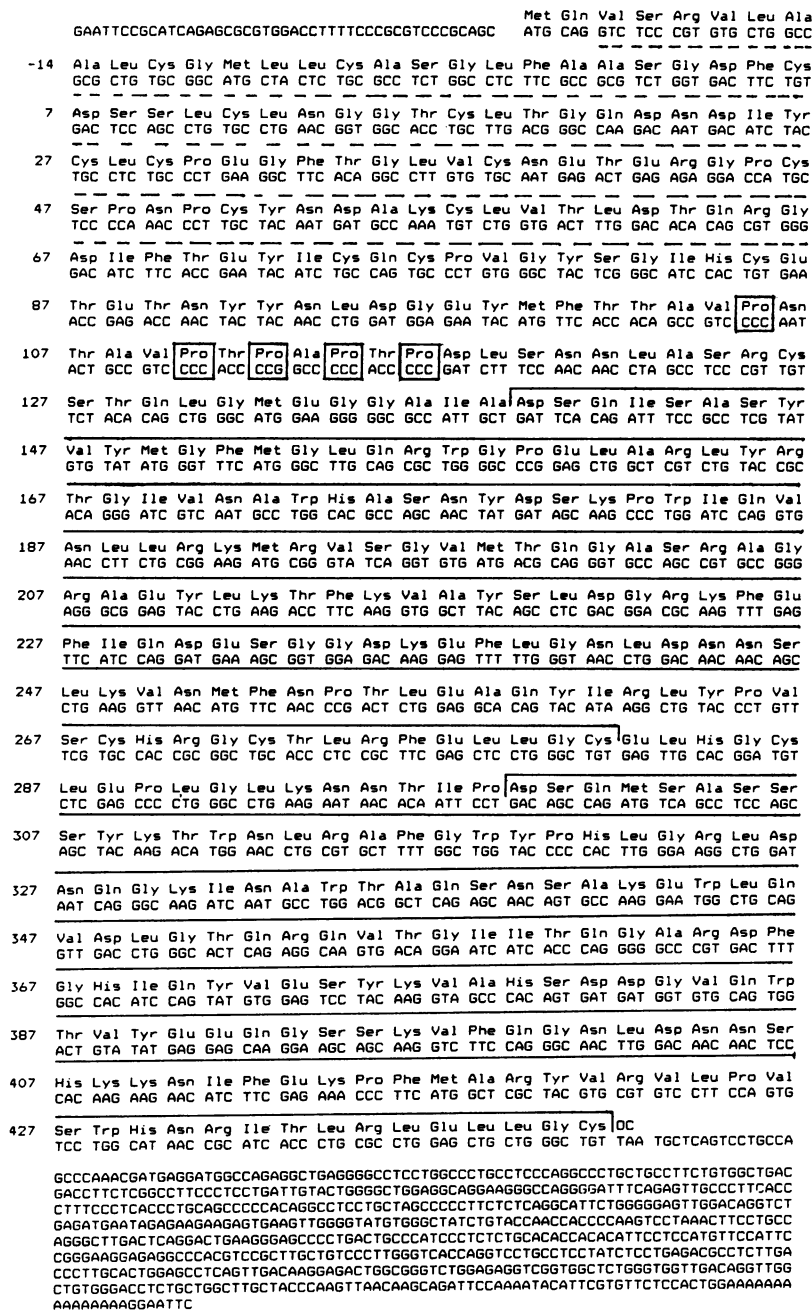 Met Gln Val Ser Arg Val Leu Ala
GAATTCCGCATCAGAGCGCGTGGACCTTTTCCCGCGTCCCGCAGC ATG CAG GTC TCC CGT GTG CTG GCC
-14 Ala Leu Cys Gly Met Leu Leu Cys Ala Ser Gly Leu Phe Ala Ala Ser Gly Asp Phe Cys
GCG CTG TGC GGC ATG CTA CTC TGC GCC TCT GGC CTC TTC GCC GCG TCT GGT GAC TTC TGT
7 Asp Ser Ser Leu Cys Leu Asn Gly Gly Thr Cys Leu Thr Gly Gln Asp Asn Asp Ile Tyr
GAC TCC AGC CTG TGC CTG AAC GGT GGC ACC TGC TTG ACG GGC CAA GAC AAT GAC ATC TAC
27 Cys Leu Cys Pro Glu Gly Phe Thr Gly Leu Val Cys Asn Glu Thr Glu Arg Gly Pro Cys
TGC CTC TGC CCT GAA GGC TTC ACA GGC CTT GTG TGC AAT GAG ACT GAG AGA GGA CCA TGC
47 Ser Pro Asn Pro Cys Tyr Asn Asp Ala Lys Cys Leu Val Thr Leu Asp Thr Gln Arg Gly
TCC CCA AAC CCT TGC TAC AAT GAT GCC AAA TGT CTG GTG ACT TTG GAC ACA CAG CGT GGG
67 Asp Ile Phe Thr Glu Tyr Ile Cys Gln Cys Pro Val Gly Tyr Ser Gly Ile His Cys Glu
GAC ATC TTC ACC GAA TAC ATC TGC CAG TGC CCT GTG GGC TAC TCG GGC ATC CAC TGT GAA
87 Thr Glu Thr Asn Tyr Tyr Asn Leu Asp Gly Glu Tyr Met Phe Thr Thr Ala Val Pro Asn
ACC GAG ACC AAC TAC TAC AAC CTG GAT GGA GAA TAC ATG TTC ACC ACA GCC GTC CCC AAT
107 Thr Ala Val Pro Thr Pro Ala Pro Thr Pro Asp Leu Ser Asn Asn Leu Ala Ser Arg Cys
ACT GCC GTC CCC ACC CCG GCC CCC ACC CCC GAT CTT TCC AAC AAC CTA GCC TCC CGT TGT
127 Ser Thr Gln Leu Gly Met Glu Gly Gly Ala Ile Ala Asp Ser Gln Ile Ser Ala Ser Tyr
TCT ACA CAG CTG GGC ATG GAA GGG GGC GCC ATT GCT GAT TCA CAG ATT TCC GCC TCG TAT
147 Val Tyr Met Gly Phe Met Gly Leu Gln Arg Trp Gly Pro Glu Leu Ala Arg Leu Tyr Arg
GTG TAT ATG GGT TTC ATG GGC TTG CAG CGC TGG GGC CCG GAG CTG GCT CGT CTG TAC CGC
167 Thr Gly Ile Val Asn Ala Trp His Ala Ser Asn Tyr Asp Ser Lys Pro Trp Ile Gln Val
ACA GGG ATC GTC AAT GCC TGG CAC GCC AGC AAC TAT GAT AGC AAG CCC TGG ATC CAG GTG
187 Asn Leu Leu Arg Lys Met Arg Val Ser Gly Val Met Thr Gln Gly Ala Ser Arg Ala Gly
AAC CTT CTG CGG AAG ATG CGG GTA TCA GGT GTG ATG ACG CAG GGT GCC AGC CGT GCC GGG
207 Arg Ala Glu Tyr Leu Lys Thr Phe Lys Val Ala Tyr Ser Leu Asp Gly Arg Lys Phe Glu
AGG GCG GAG TAC CTG AAG ACC TTC AAG GTG GCT TAC AGC CTC GAC GGA CGC AAG TTT GAG
227 Phe Ile Gln Asp Glu Ser Gly Gly Asp Lys Glu Phe Leu Gly Asn Leu Asp Asn Asn Ser
TTC ATC CAG GAT GAA AGC GGT GGA GAC AAG GAG TTT TTG GGT AAC CTG GAC AAC AAC AGC
247 Leu Lys Val Asn Met Phe Asn Pro Thr Leu Glu Ala Gln Tyr Ile Arg Leu Tyr Pro Val
CTG AAG GTT AAC ATG TTC AAC CCG ACT CTG GAG GCA CAG TAC ATA AGG CTG TAC CCT GTT
267 Ser Cys His Arg Gly Cys Thr Leu Arg Phe Glu Leu Leu Gly Cys Glu Leu His Gly Cys
TCG TGC CAC CGC GGC TGC ACC CTC CGC TTC GAG CTC CTG GGC TGT GAG TTG CAC GGA TGT
287 Leu Glu Pro Leu Gly Leu Lys Asn Asn Thr Ile Pro Asp Ser Gln Met Ser Ala Ser Ser
CTC GAG CCC CTG GGC CTG AAG AAT AAC ACA ATT CCT GAC AGC CAG ATG TCA GCC TCC AGC
307 Ser Tyr Lys Thr Trp Asn Leu Arg Ala Phe Gly Trp Tyr Pro His Leu Gly Arg Leu Asp
AGC TAC AAG ACA TGG AAC CTG CGT GCT TTT GGC TGG TAC CCC CAC TTG GGA AGG CTG GAT
327 Asn Gln Gly Lys Ile Asn Ala Trp Thr Ala Gln Ser Asn Ser Ala Lys Glu Trp Leu Gln
AAT CAG GGC AAG ATC AAT GCC TGG ACG GCT CAG AGC AAC AGT GCC AAG GAA TGG CTG CAG
347 Val Asp Leu Gly Thr Gln Arg Gln Val Thr Gly Ile Ile Thr Gln Gly Ala Arg Asp Phe
GTT GAC CTG GGC ACT CAG AGG CAA GTG ACA GGA ATC ATC ACC CAG GGG GCC CGT GAC TTT
367 Gly His Ile Gln Tyr Val Glu Ser Tyr Lys Val Ala His Ser Asp Asp Gly Val Gln Trp
GGC CAC ATC CAG TAT GTG GAG TCC TAC AAG GTA GCC CAC AGT GAT GAT GGT GTG CAG TGG
387 Thr Val Tyr Glu Glu Gln Gly Ser Ser Lys Val Phe Gln Gly Asn Leu Asp Asn Asn Ser
ACT GTA TAT GAG GAG CAA GGA AGC AGC AAG GTC TTC CAG GGC AAC TTG GAC AAC AAC TCC
407 His Lys Lys Asn Ile Phe Glu Lys Pro Phe Met Ala Arg Tyr Val Arg Val Leu Pro Val
CAC AAG AAG AAC ATC TTC GAG AAA CCC TTC ATG GCT CGC TAC GTG CGT GTC CTT CCA GTG
427 Ser Trp His Asn Arg Ile Thr Leu Arg Leu Glu Leu Leu Gly Cys OC
TCC TGG CAT AAC CGC ATC ACC CTG CGC CTG GAG CTG CTG GGC TGT TAA TGCTCAGTCCTGCCA
GCCCAAACGATGAGGATGGCCAGAGGCTGAGGGGCCTCCTGGCCCTGCCTCCCAGGCCCTGCTGCCTTCTGTGGCTGAC
GACCTTCTCGGCCTTCCCTCCTGATTGTACTGGGGCTGGAGGCAGGAAGGGCCAGGGGATTTCAGAGTTGCCCTTCACC
CTTTCCCTCACCCTGCAGCCCCCACAGGCCTCCTGCTAGCCCCCTTCTCTCAGGCATTCTGGGGGAGTTGGACAGGTCT
GAGATGAATAGAGAAGAAGAGTGAAGTTGGGGTATGTGGGCTATCTGTACCAACCACCCCAAGTCCTAAACTTCCTGCC
AGGGCTTGACTCAGGACTGAAGGGAGCCCCTGACTGCCCATCCCTCTCTGCACACCACACATTCCTCCATGTTCCATTC
CGGGAAGGAGAGGCCCACGTCCGCTTGCTGTCCCTTGGGTCACCAGGTCCTGCCTCCTATCTCCTGAGACGCCTCTTGA
CCCTTGCACTGGAGCCTCAGTTGACAAGGAGACTGGCGGGTCTGGAGAGGTCGGTGGCTCTGGGTGGTTGACAGGTTGG
CTGTGGGACCTCTGCTGGCTTGCTACCCAAGTTAACAAGCAGATTCCAAAATACATTCGTGTTCTCCACTGGAAAAAAA
AAAAAAAAGGAATTC